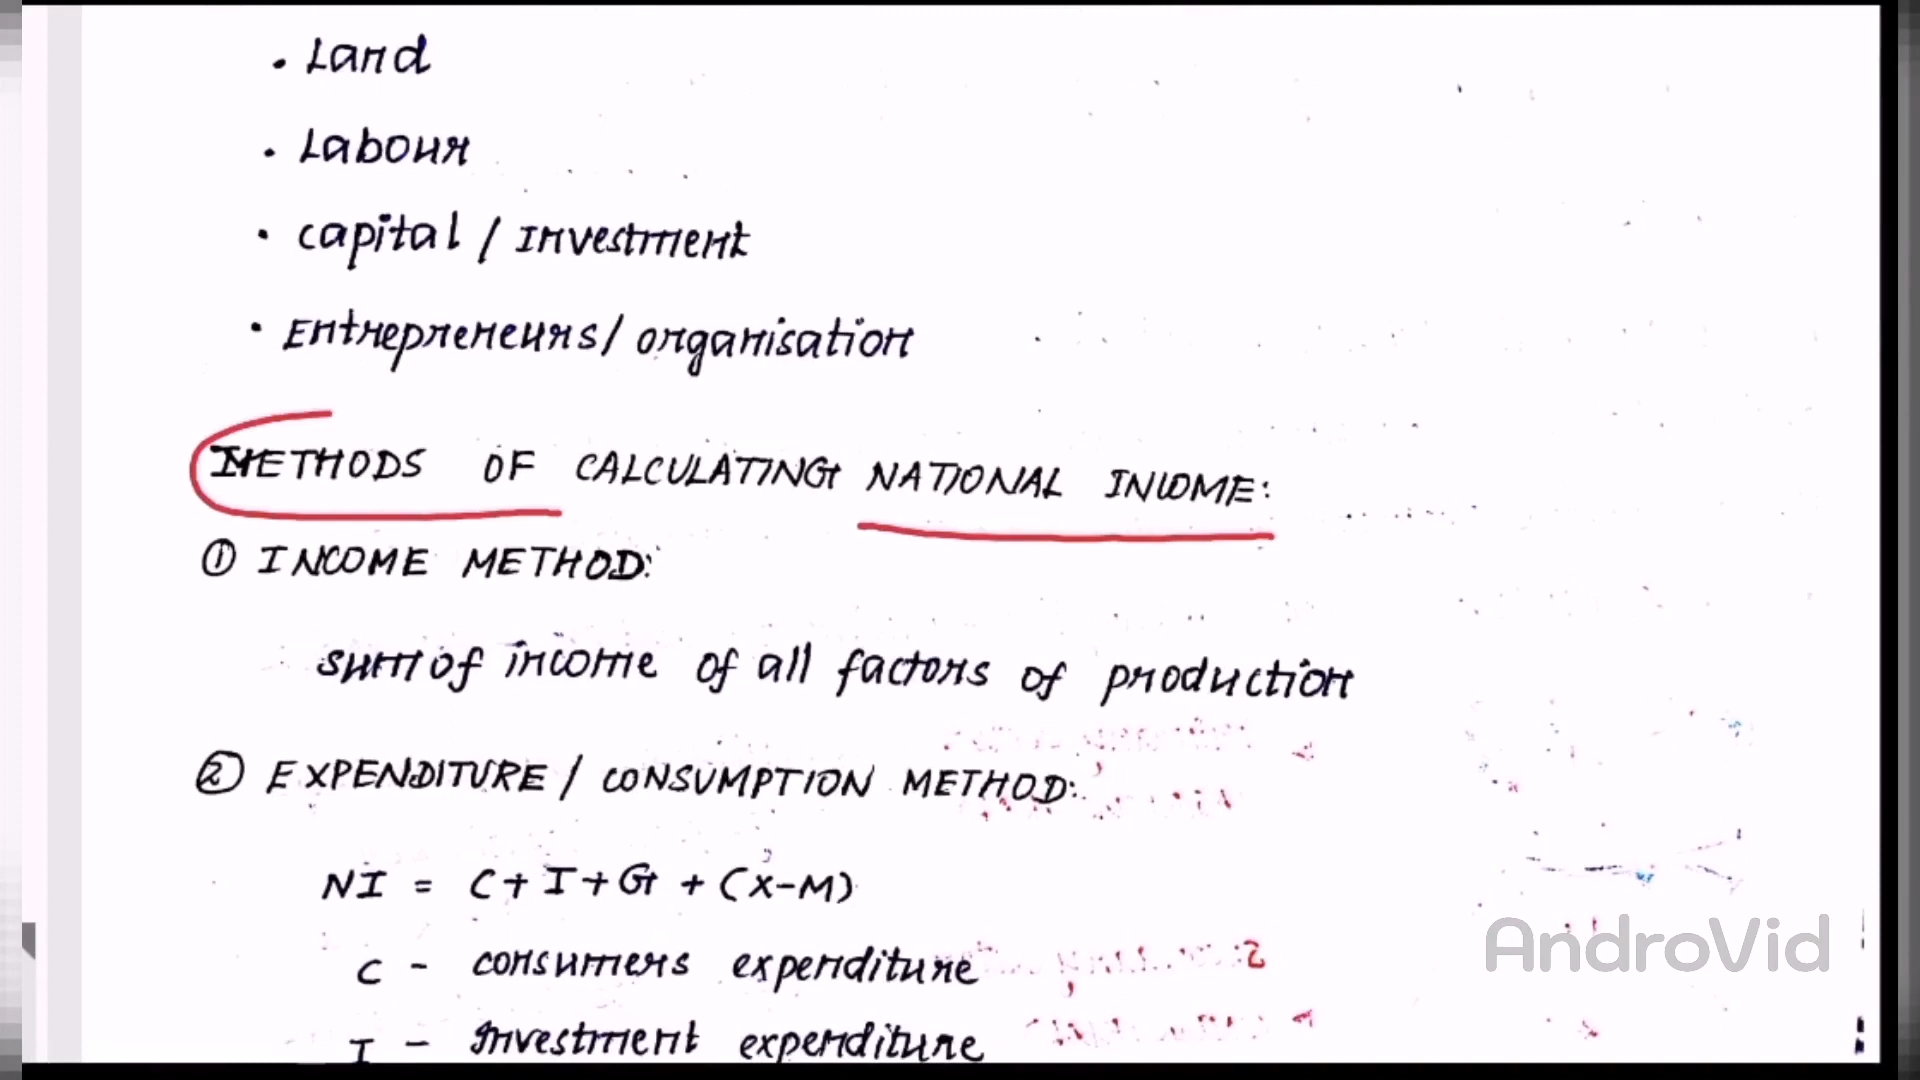 • Land
• Labour
• capital / Investment
• Entrepreneurs / organisation
METHODS OF CALCULATING NATIONAL INCOME:
① INCOME METHOD:
sum of income of all factors of production
② EXPENDITURE / CONSUMPTION METHOD:
NI = C + I + G + (X-M)
C - consumers expenditure
I - Investment expenditure
AndroVid